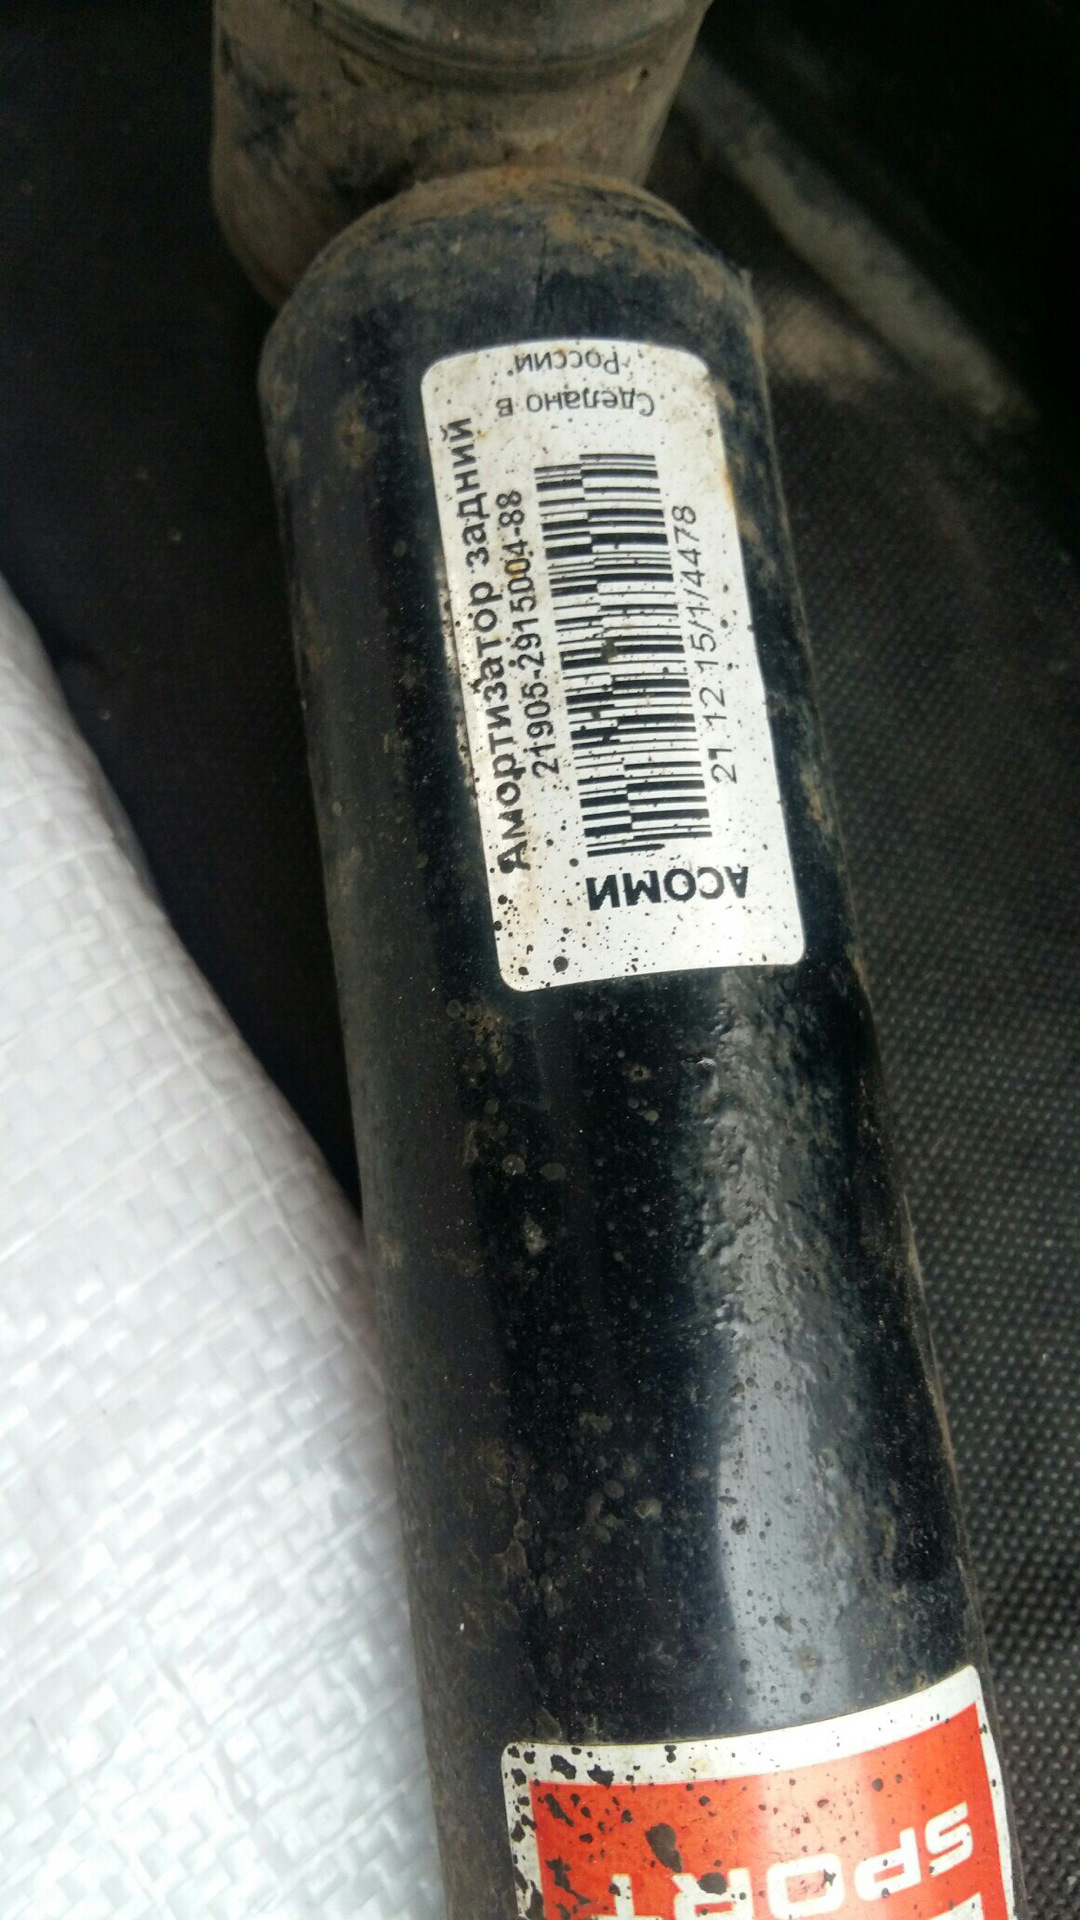 Амортизатор задний
21905-2915004-88
21.12.15/1/4478
АСОМИ
Сделано в
России
SPORT